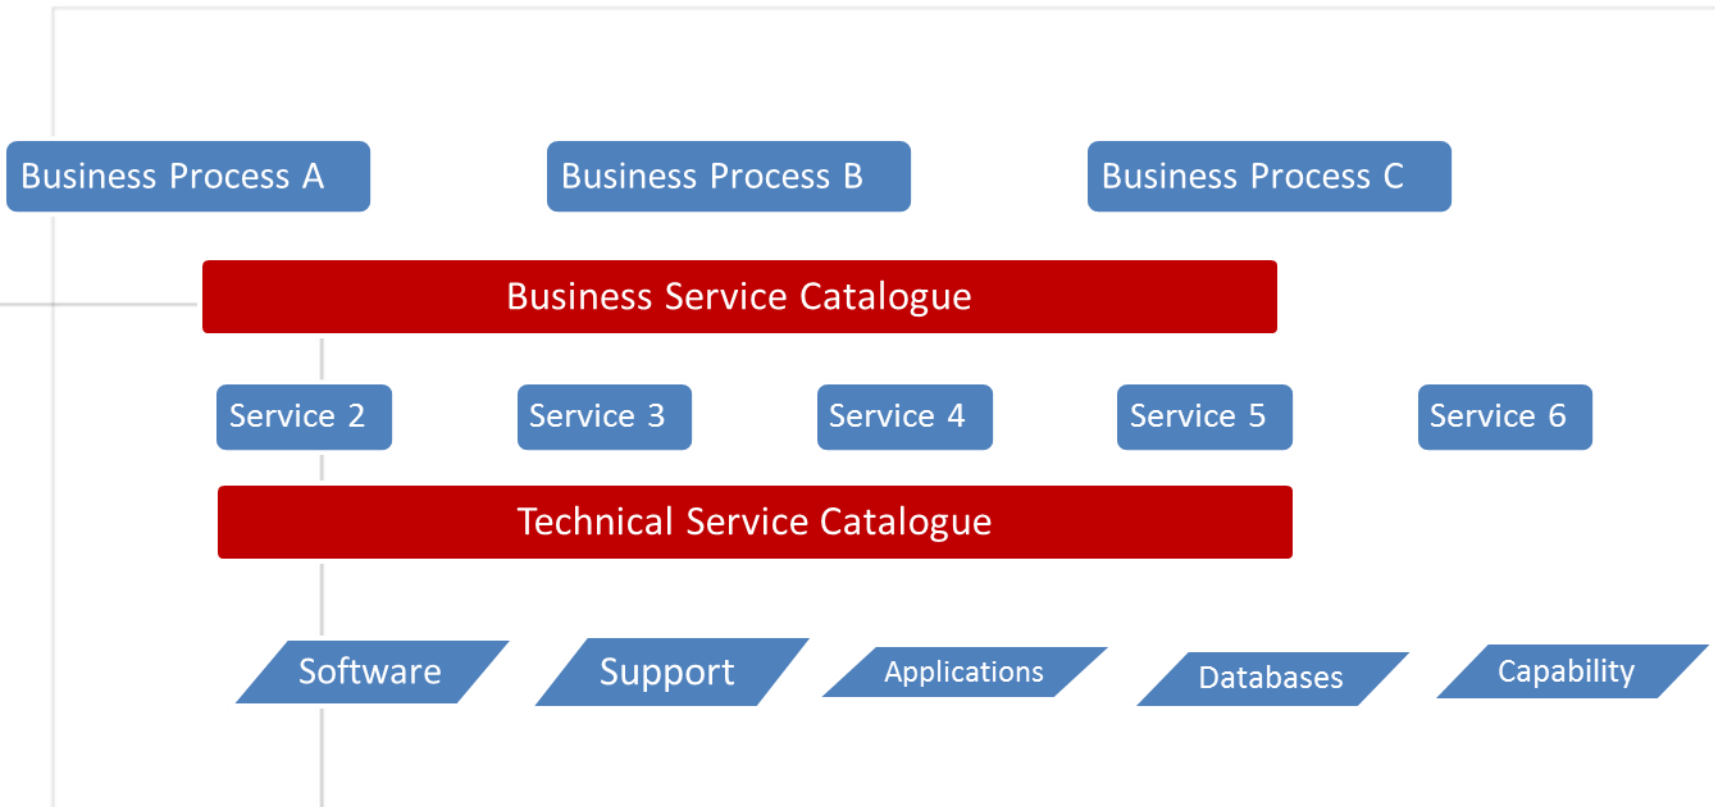 Business Process A
Business Process B
Business Process C
Business Service Catalogue
Service 2
Service 3
Service 4
Service 5
Service 6
Technical Service Catalogue
Software
Support
Applications
Databases
Capability